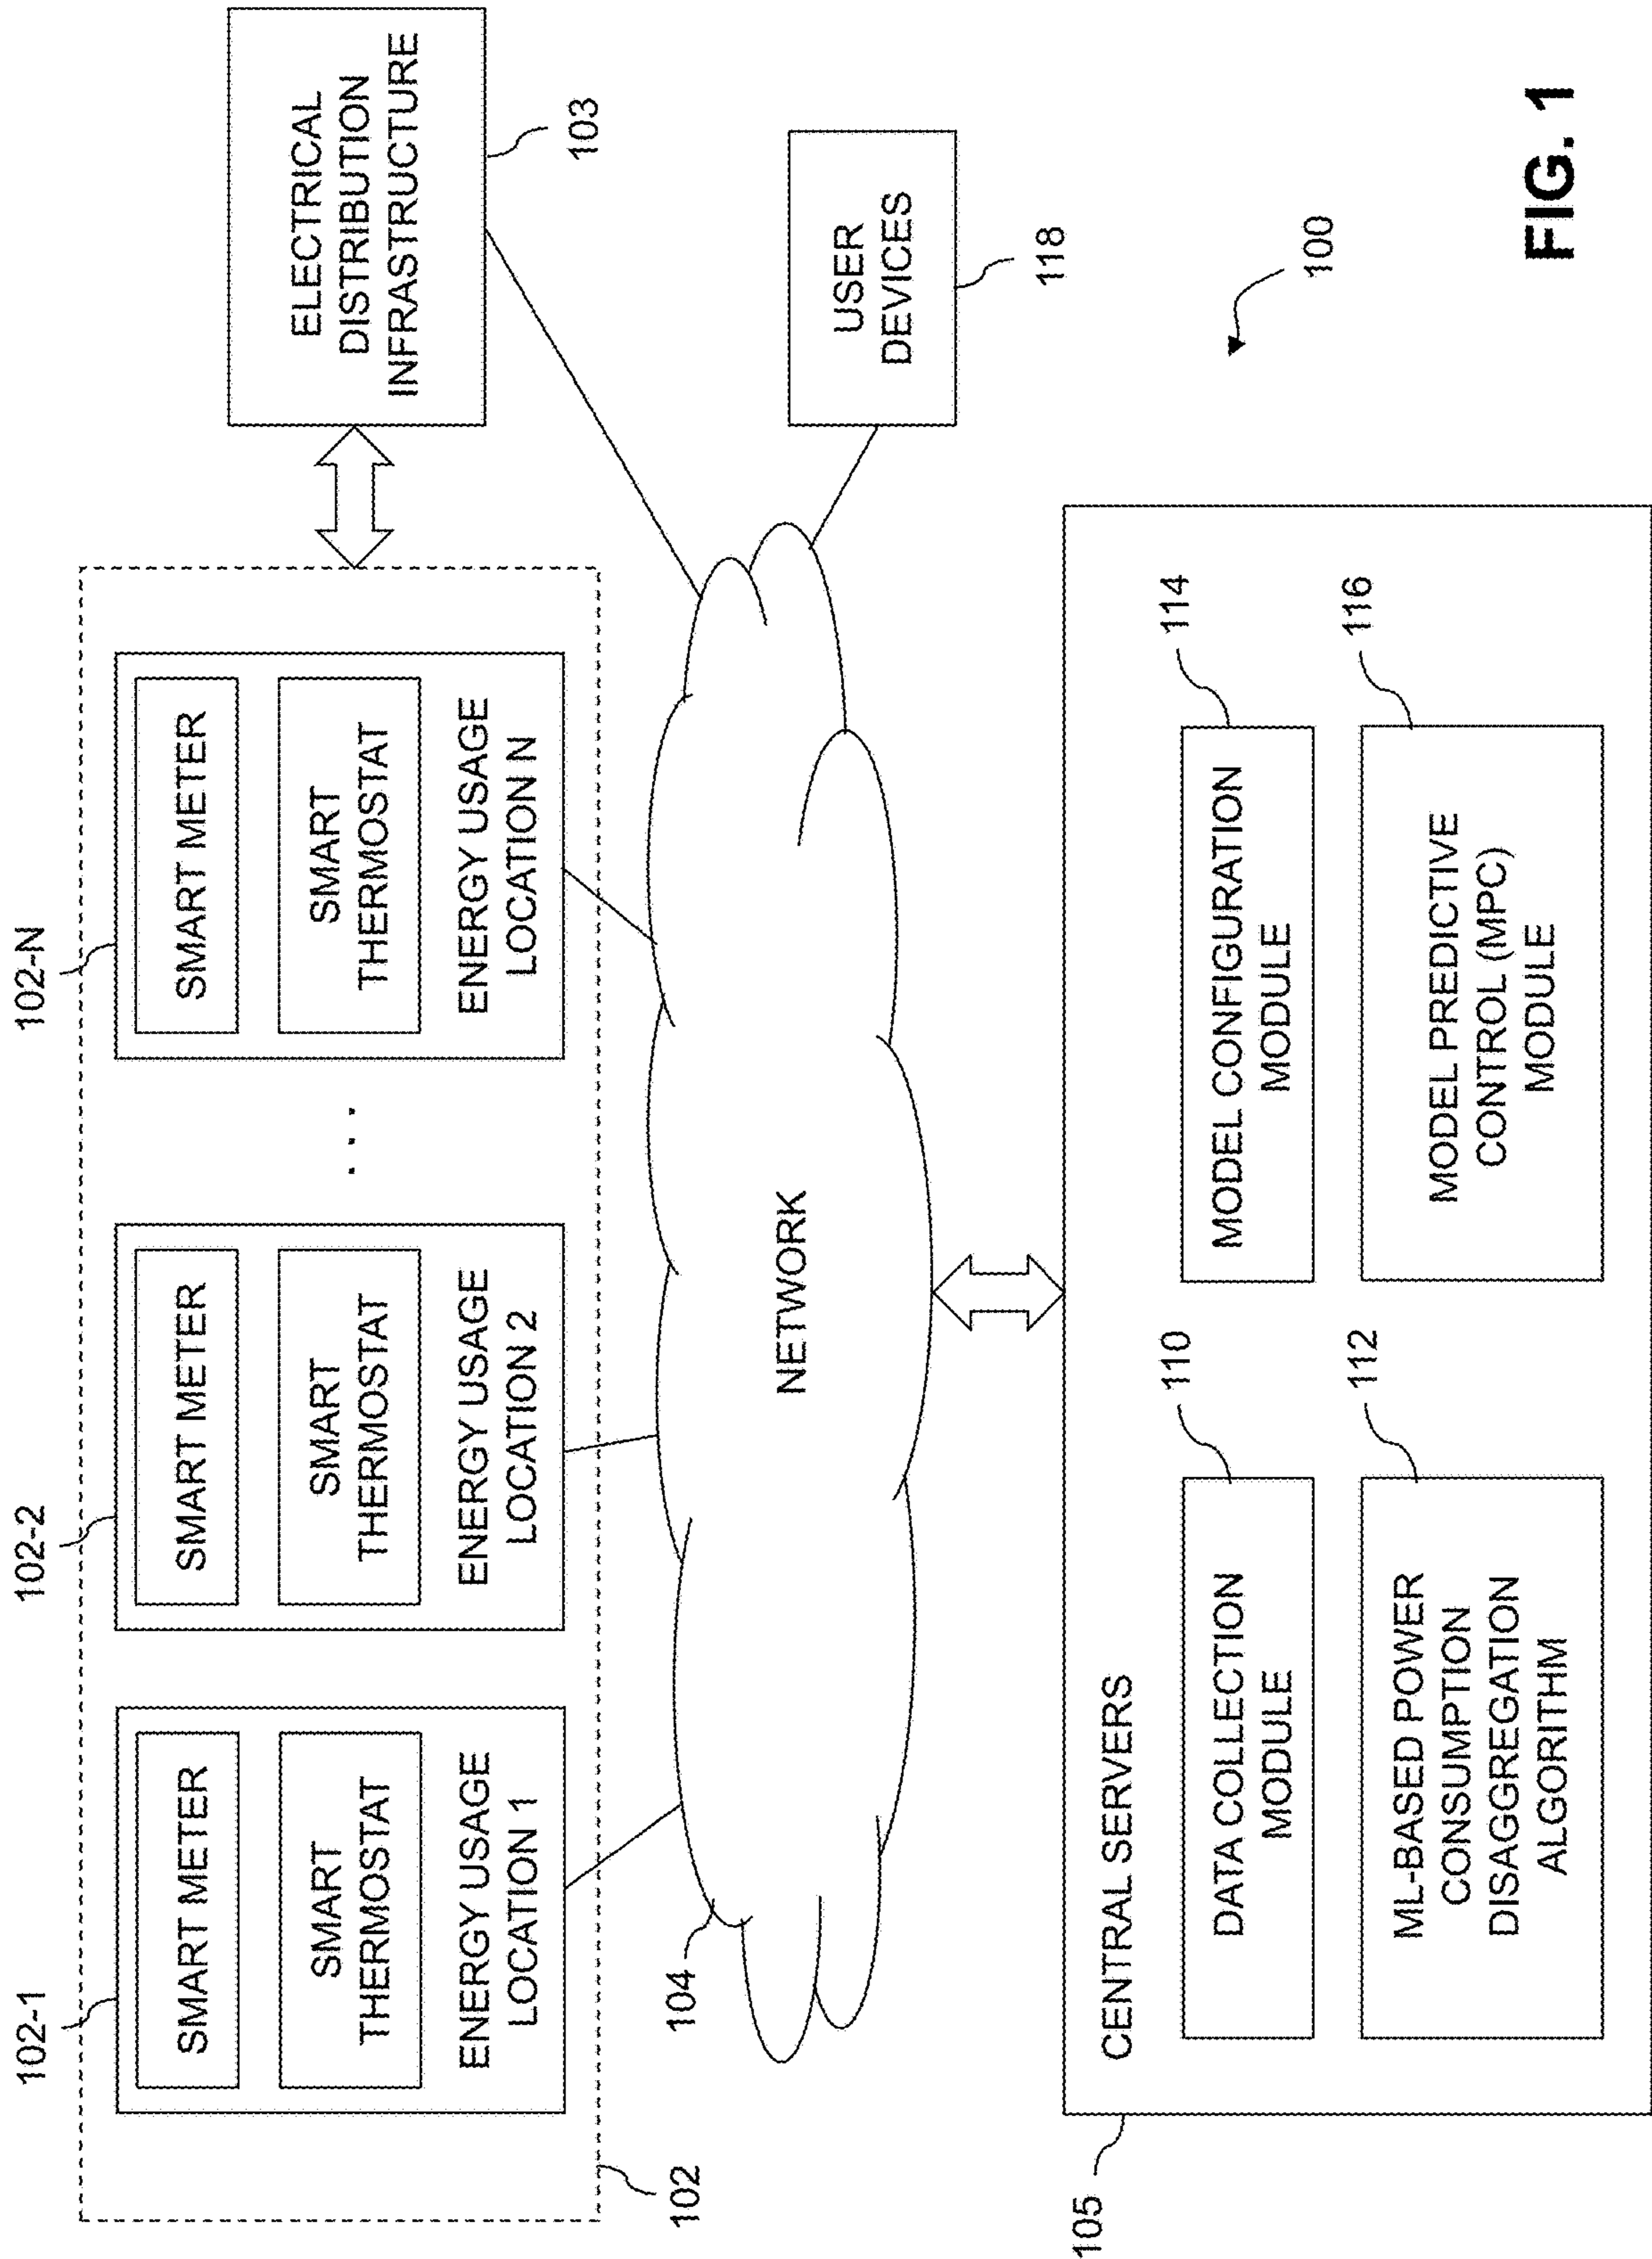 102-1
102-2
102-N
SMART METER
SMART
THERMOSTAT
ENERGY USAGE
LOCATION 1
SMART METER
SMART
THERMOSTAT
ENERGY USAGE
LOCATION 2
. . .
SMART METER
SMART
THERMOSTAT
ENERGY USAGE
LOCATION N
ELECTRICAL
DISTRIBUTION
INFRASTRUCTURE
103
102
104
NETWORK
USER
DEVICES
118
105
CENTRAL SERVERS
DATA COLLECTION
MODULE
110
ML-BASED POWER
CONSUMPTION
DISAGGREGATION
ALGORITHM
112
MODEL CONFIGURATION
MODULE
114
MODEL PREDICTIVE
CONTROL (MPC)
MODULE
116
100
FIG. 1